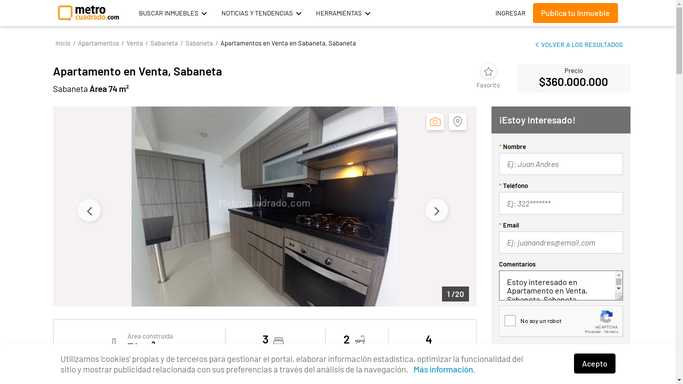 metro
cuadrado.com
BUSCAR INMUEBLES
NOTICIAS Y TENDENCIAS
HERRAMIENTAS
INGRESAR
Publica tu Inmueble
Inicio / Apartamentos / Venta / Sabaneta / Sabaneta / Apartamentos en Venta en Sabaneta, Sabaneta
VOLVER A LOS RESULTADOS
Apartamento en Venta, Sabaneta
Sabaneta Área 74 m²
Favorito
Precio
$360.000.000
Metrocuadrado.com
1 / 20
¡Estoy Interesado!
* Nombre
Ej: Juan Andres
* Teléfono
Ej: 322*******
* Email
Ej: juanandres@email.com
Comentarios
Estoy interesado en
Apartamento en Venta,
Sabaneta, Sabaneta
No soy un robot
reCAPTCHA
Privacidad - Términos
Área construida
3
2
4
Utilizamos 'cookies' propias y de terceros para gestionar el portal, elaborar información estadística, optimizar la funcionalidad del
sitio y mostrar publicidad relacionada con sus preferencias a través del análisis de la navegación. Más información.
Acepto